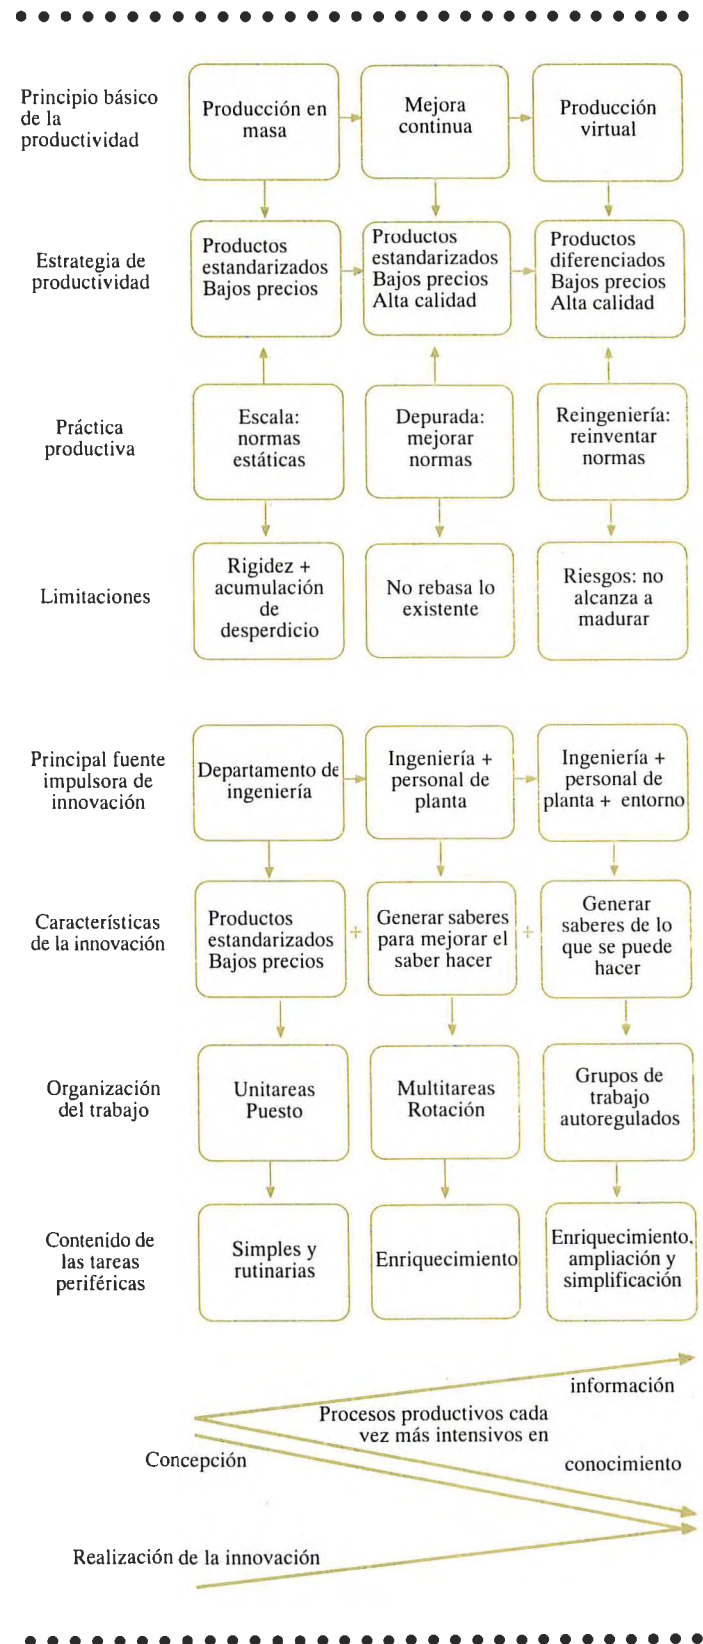 Principio básico
de la
productividad
Producción en
masa
Mejora
continua
Producción
virtual
Estrategia de
productividad
Productos
estandarizados
Bajos precios
Productos
estandarizados
Bajos precios
Alta calidad
Productos
diferenciados
Bajos precios
Alta calidad
Práctica
productiva
Escala:
normas
estáticas
Depurada:
mejorar
normas
Reingeniería:
reinventar
normas
Limitaciones
Rigidez +
acumulación
de
desperdicio
No rebasa lo
existente
Riesgos: no
alcanza a
madurar
Principal fuente
impulsora de
innovación
Departamento de
ingeniería
Ingeniería +
personal de
planta
Ingeniería +
personal de
planta + entorno
Características
de la innovación
Productos
estandarizados
Bajos precios
+
Generar saberes
para mejorar el
saber hacer
+
Generar
saberes de lo
que se puede
hacer
Organización
del trabajo
Unitareas
Puesto
Multitareas
Rotación
Grupos de
trabajo
autoregulados
Contenido de
las tareas
periféricas
Simples y
rutinarias
Enriquecimiento
Enriquecimiento,
ampliación y
simplificación
información
Procesos productivos cada
vez más intensivos en
Concepción
conocimiento
Realización de la innovación